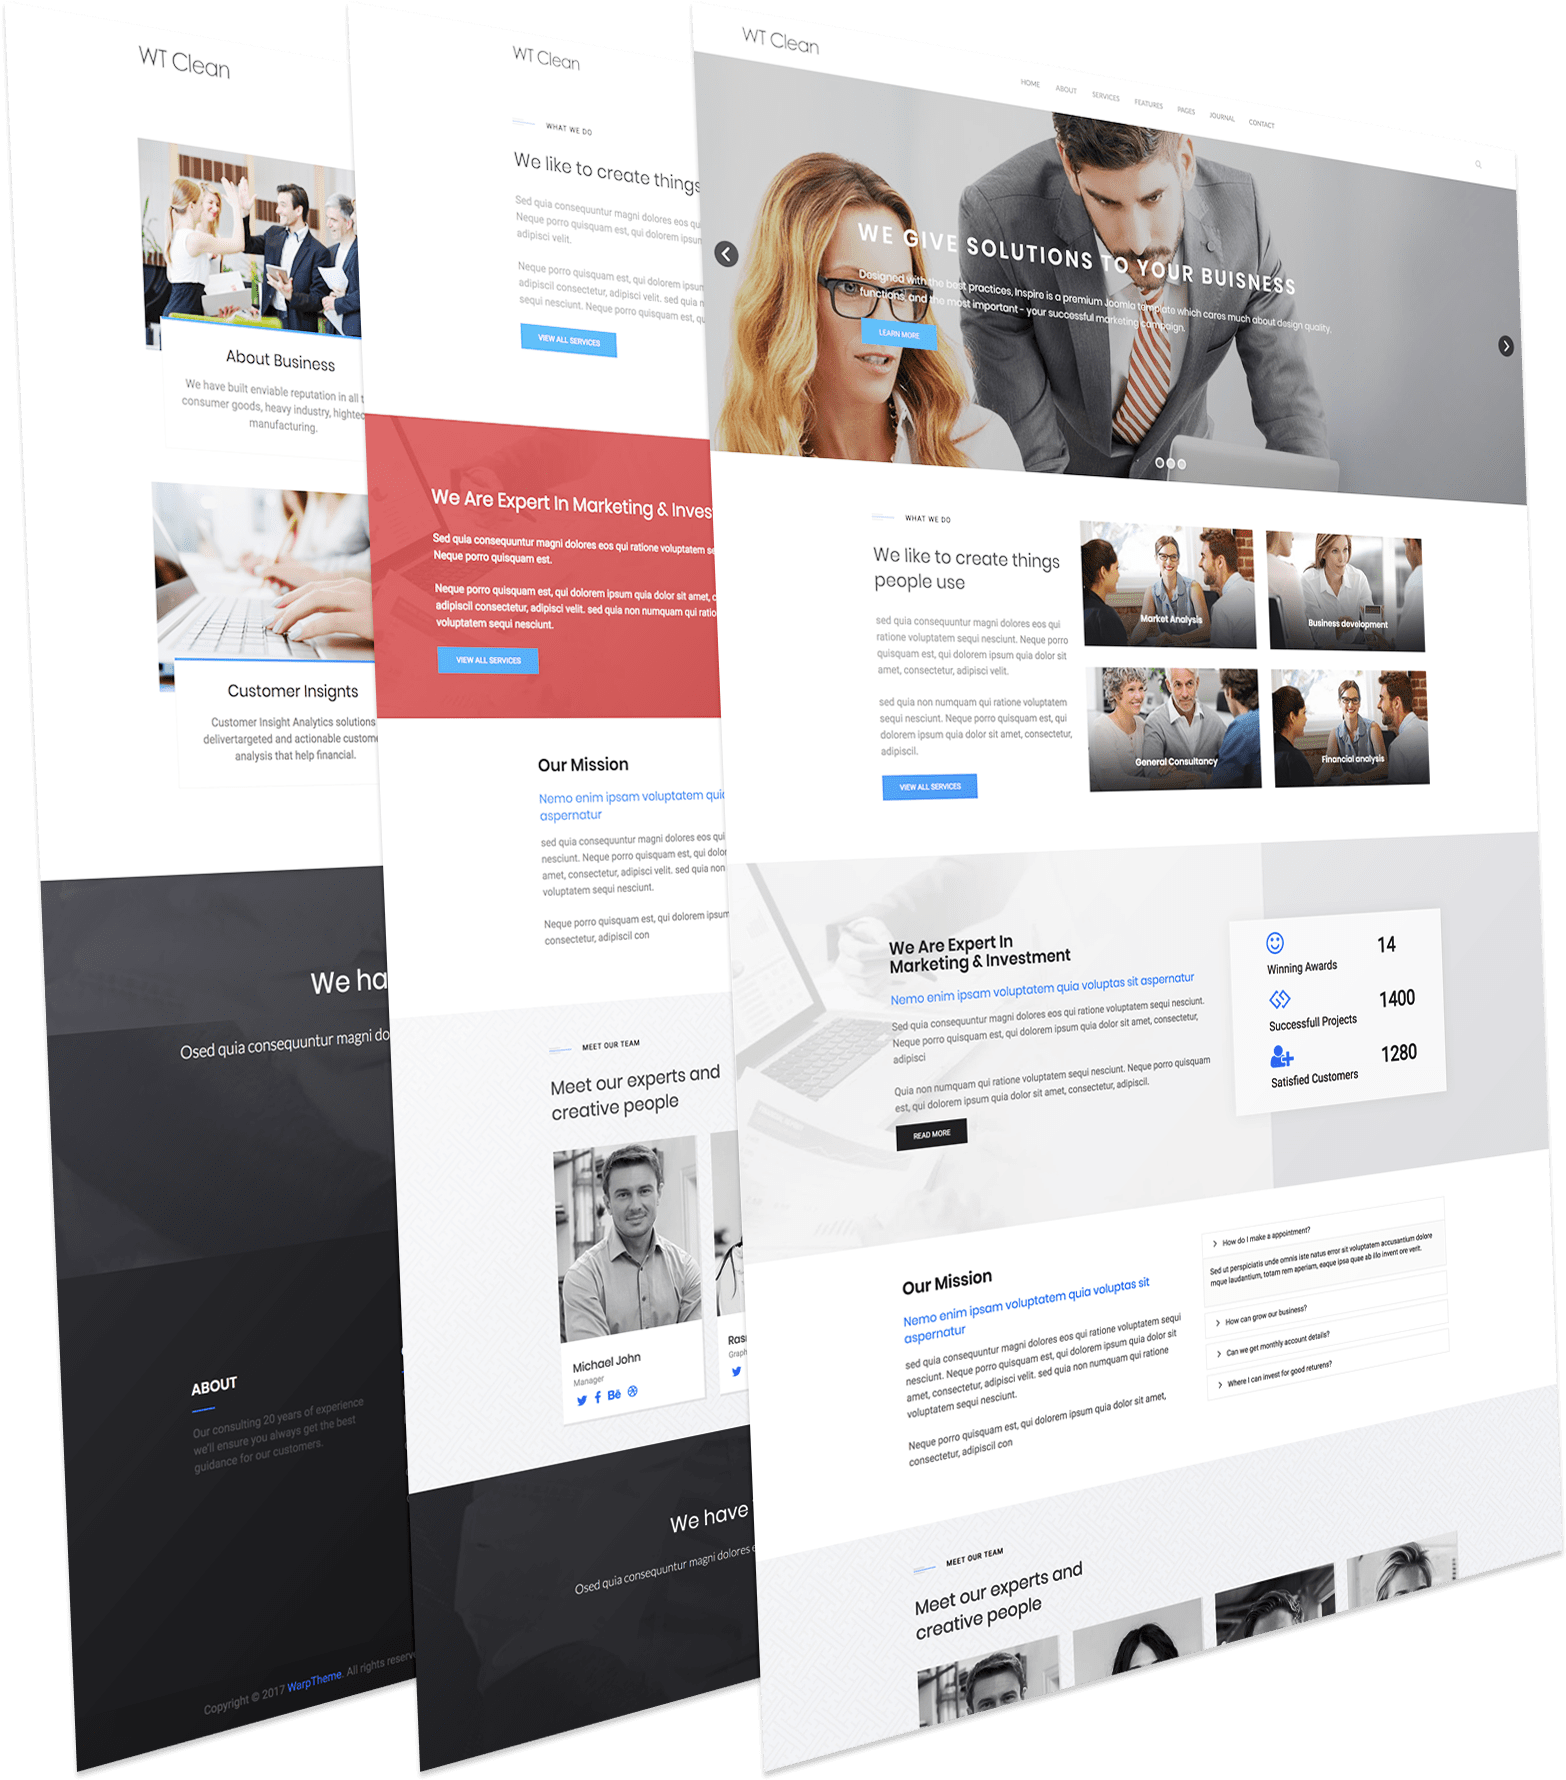 WT Clean
About Business
We have built enviable reputation in all t
consumer goods, heavy industry, highted
manufacturing.
Customer Insignts
Customer Insight Analytics solutions
delivertargeted and actionable custome
analysis that help financial.
We ha
Osed quia consequuntur magni do
ABOUT
Our consulting 20 years of experience
we'll ensure you always get the best
guidance for our customers.
Copyright © 2017 WarpTheme. All rights reserve
WT Clean
WHAT WE DO
We like to create things
Sed quia consequuntur magni dolores eos qu
Neque porro quisquam est, qui dolorem ipsum
adipisci velit.
Neque porro quisquam est, qui dolorem ipsum
adipiscil consectetur, adipisci velit. sed quia n
sequi nesciunt. Neque porro quisquam est, qu
VIEW ALL SERVICES
We Are Expert In Marketing & Inves
Sed quia consequuntur magni dolores eos qui ratione voluptatem se
Neque porro quisquam est.
Neque porro quisquam est, qui dolorem ipsum quia dolor sit amet, c
adipiscil consectetur, adipisci velit. sed quia non numquam qui ratio
voluptatem sequi nesciunt.
VIEW ALL SERVICES
Our Mission
Nemo enim ipsam voluptatem quia
aspernatur
sed quia consequuntur magni dolores eos qui
nesciunt. Neque porro quisquam est, qui dolor
amet, consectetur, adipisci velit. sed quia non
voluptatem sequi nesciunt.
Neque porro quisquam est, qui dolorem ipsum
consectetur, adipiscil con
MEET OUR TEAM
Meet our experts and
creative people
Michael John
Manager
Bē
Rasr
Graph
We have
Osed quia consequuntur magni dolores e
WT Clean
HOME
ABOUT
SERVICES
FEATURES
PAGES
JOURNAL
CONTACT
WE GIVE SOLUTIONS TO YOUR BUISNESS
Designed with the best practices, Inspire is a premium Joomla template which cares much about design quality,
functions, and the most important - your successful marketing campaign.
LEARN MORE
WHAT WE DO
We like to create things
people use
sed quia consequuntur magni dolores eos qui
ratione voluptatem sequi nesciunt. Neque porro
quisquam est, qui dolorem ipsum quia dolor sit
amet, consectetur, adipisci velit.
sed quia non numquam qui ratione voluptatem
sequi nesciunt. Neque porro quisquam est, qui
dolorem ipsum quia dolor sit amet, consectetur,
adipiscil.
VIEW ALL SERVICES
Market Analysis
Business development
General Consultancy
Financial analysis
We Are Expert In
Marketing & Investment
Nemo enim ipsam voluptatem quia voluptas sit aspernatur
Sed quia consequuntur magni dolores eos qui ratione voluptatem sequi nesciunt.
Neque porro quisquam est, qui dolorem ipsum quia dolor sit amet, consectetur,
adipisci
Quia non numquam qui ratione voluptatem sequi nesciunt. Neque porro quisquam
est, qui dolorem ipsum quia dolor sit amet, consectetur, adipiscil.
READ MORE
Winning Awards 14
Successfull Projects 1400
Satisfied Customers 1280
Our Mission
Nemo enim ipsam voluptatem quia voluptas sit
aspernatur
sed quia consequuntur magni dolores eos qui ratione voluptatem sequi
nesciunt. Neque porro quisquam est, qui dolorem ipsum quia dolor sit
amet, consectetur, adipisci velit. sed quia non numquam qui ratione
voluptatem sequi nesciunt.
Neque porro quisquam est, qui dolorem ipsum quia dolor sit amet,
consectetur, adipiscil con
How do I make a appointment?
Sed ut perspiciatis unde omnis iste natus error sit voluptatem accusantium dolore
mque laudantium, totam rem aperiam, eaque ipsa quae ab illo invent ore verit.
How can grow our business?
Can we get monthly account details?
Where I can invest for good returens?
MEET OUR TEAM
Meet our experts and
creative people